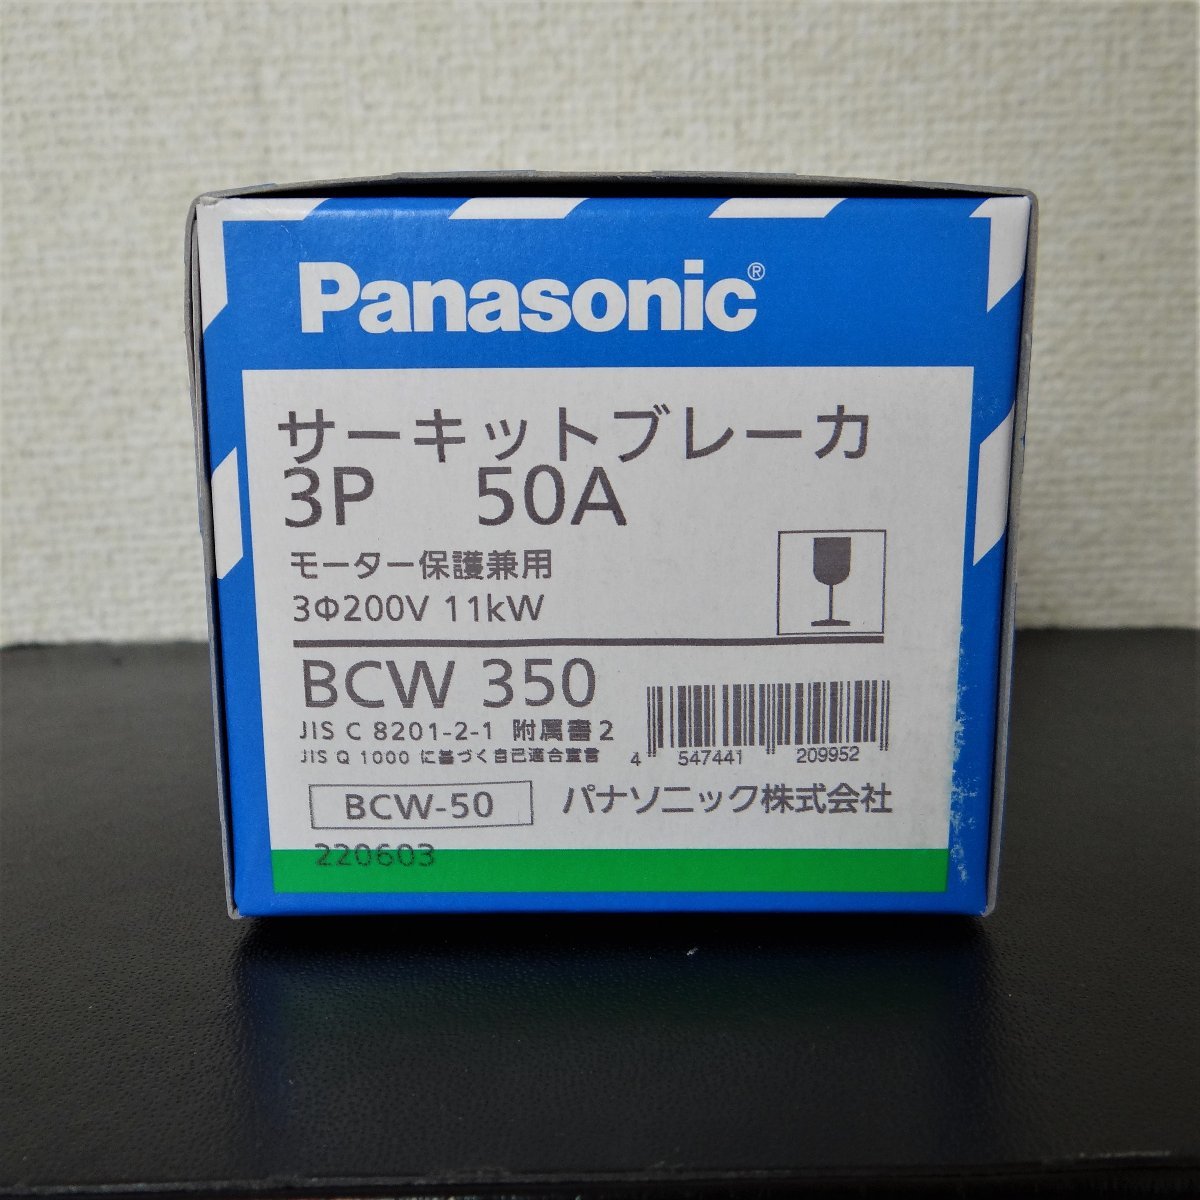 Panasonic®
サーキットブレーカ
3P 50A
モーター保護兼用
3Φ200V 11kW
BCW 350
JIS C 8201-2-1 附属書2
JIS Q 1000 に基づく自己適合宣言
4 547441 209952
BCW-50
パナソニック株式会社
220603